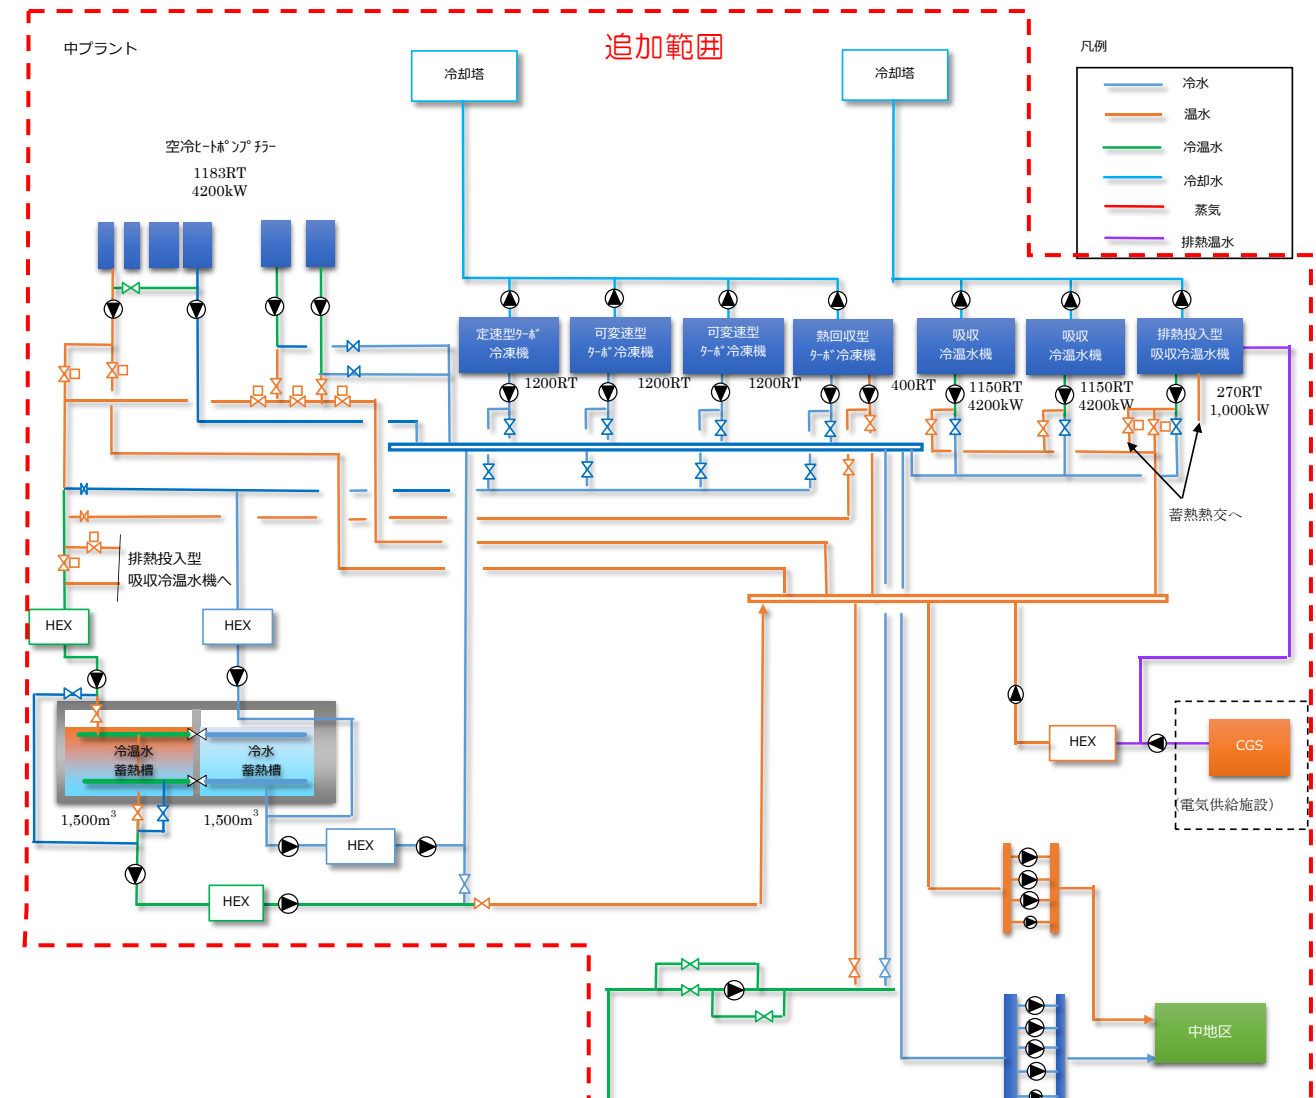 追加範囲
中プラント
凡例
冷水
温水
冷温水
冷却水
蒸気
排熱温水
冷却塔
冷却塔
空冷ﾋｰﾄﾎﾟﾝﾌﾟﾁﾗｰ
1183RT
4200kW
定速型ﾀｰﾎﾞ
冷凍機
1200RT
可変速型
ﾀｰﾎﾞ冷凍機
1200RT
可変速型
ﾀｰﾎﾞ冷凍機
1200RT
熱回収型
ﾀｰﾎﾞ冷凍機
400RT
吸収
冷温水機
1150RT
4200kW
吸収
冷温水機
1150RT
4200kW
排熱投入型
吸収冷温水機
270RT
1,000kW
蓄熱熱交へ
排熱投入型
吸収冷温水機へ
HEX
HEX
冷温水
蓄熱槽
冷水
蓄熱槽
1,500m³
1,500m³
HEX
HEX
HEX
CGS
(電気供給施設)
中地区